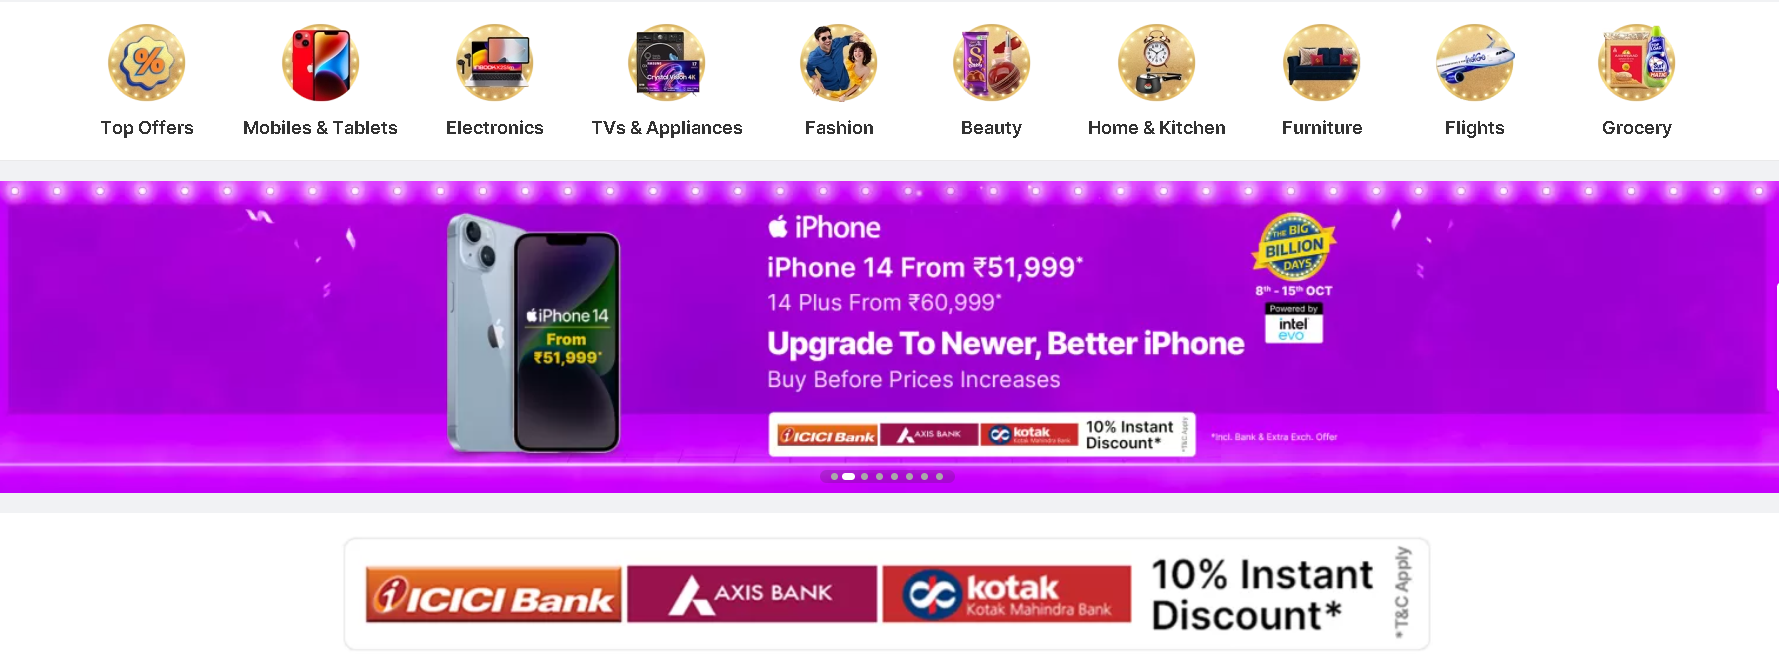 Top Offers
Mobiles & Tablets
Electronics
TVs & Appliances
Fashion
Beauty
Home & Kitchen
Furniture
Flights
Grocery
iPhone
iPhone 14 From ₹51,999*
14 Plus From ₹60,999*
Upgrade To Newer, Better iPhone
Buy Before Prices Increases
iPhone 14
From
₹51,999*
THE BIG
BILLION
DAYS
8th - 15th OCT
Powered by
intel
evo
ICICI Bank
AXIS BANK
kotak
Kotak Mahindra Bank
10% Instant
Discount*
*T&C Apply
*Incl. Bank & Extra Exch. Offer
ICICI Bank
AXIS BANK
kotak
Kotak Mahindra Bank
10% Instant
Discount*
*T&C Apply